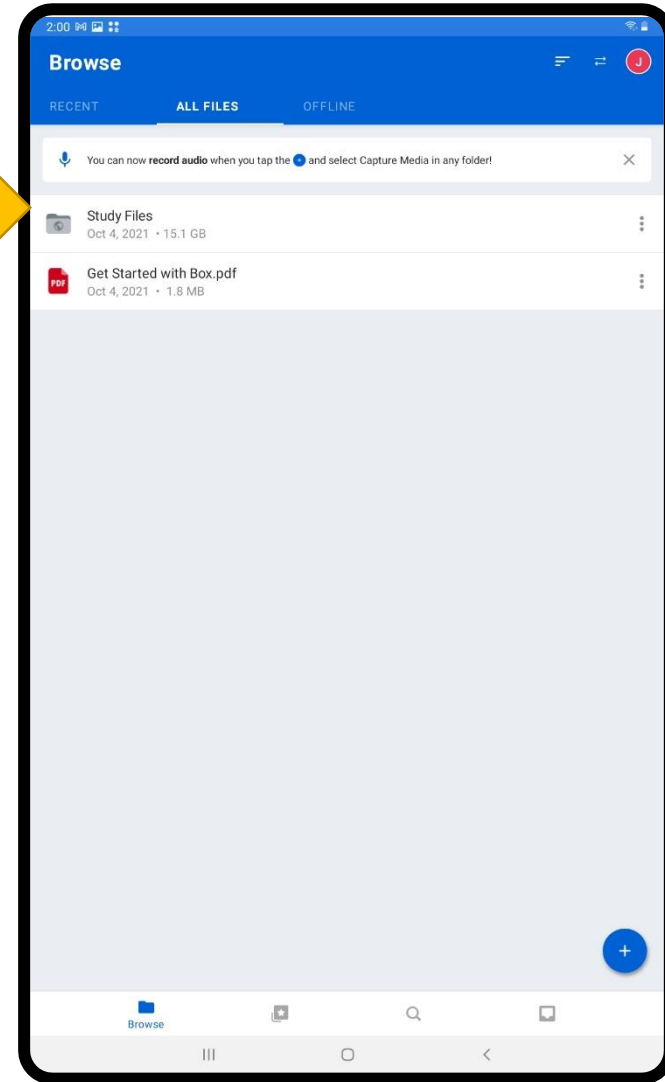 2:00
Browse
J
RECENT ALL FILES OFFLINE
You can now record audio when you tap the + and select Capture Media in any folder!
Study Files
Oct 4, 2021 • 15.1 GB
PDF
Get Started with Box.pdf
Oct 4, 2021 • 1.8 MB
+
Browse